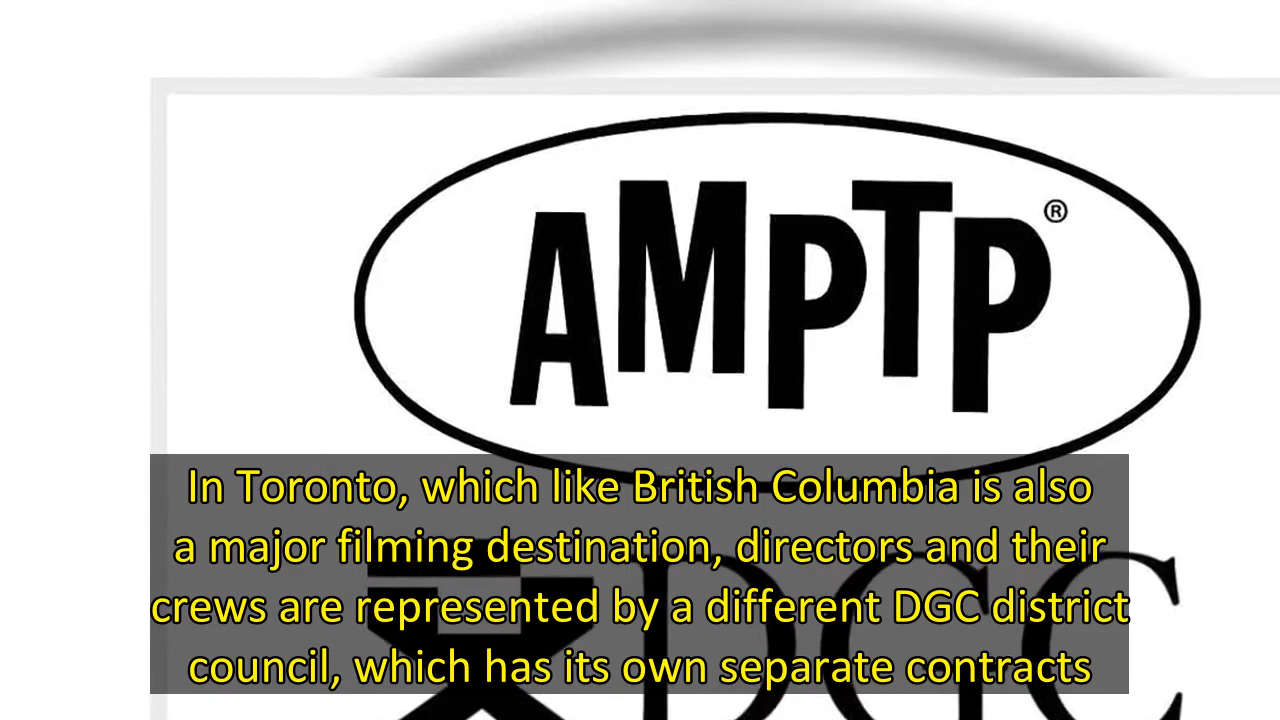 AMPTP®
In Toronto, which like British Columbia is also
a major filming destination, directors and their
crews are represented by a different DGC district
council, which has its own separate contracts
DGC